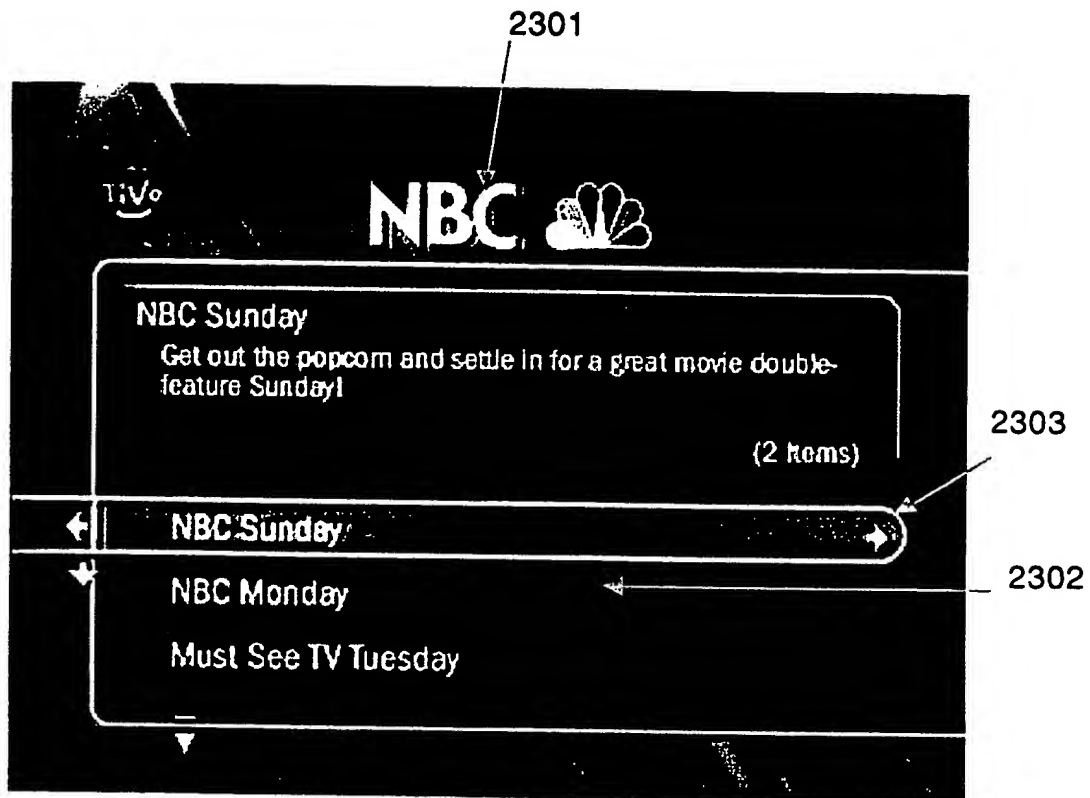 2301
TiVo
NBC
NBC Sunday
Get out the popcorn and settle in for a great movie double-
feature Sunday!
(2 Items)
2303
NBC Sunday
NBC Monday
2302
Must See TV Tuesday